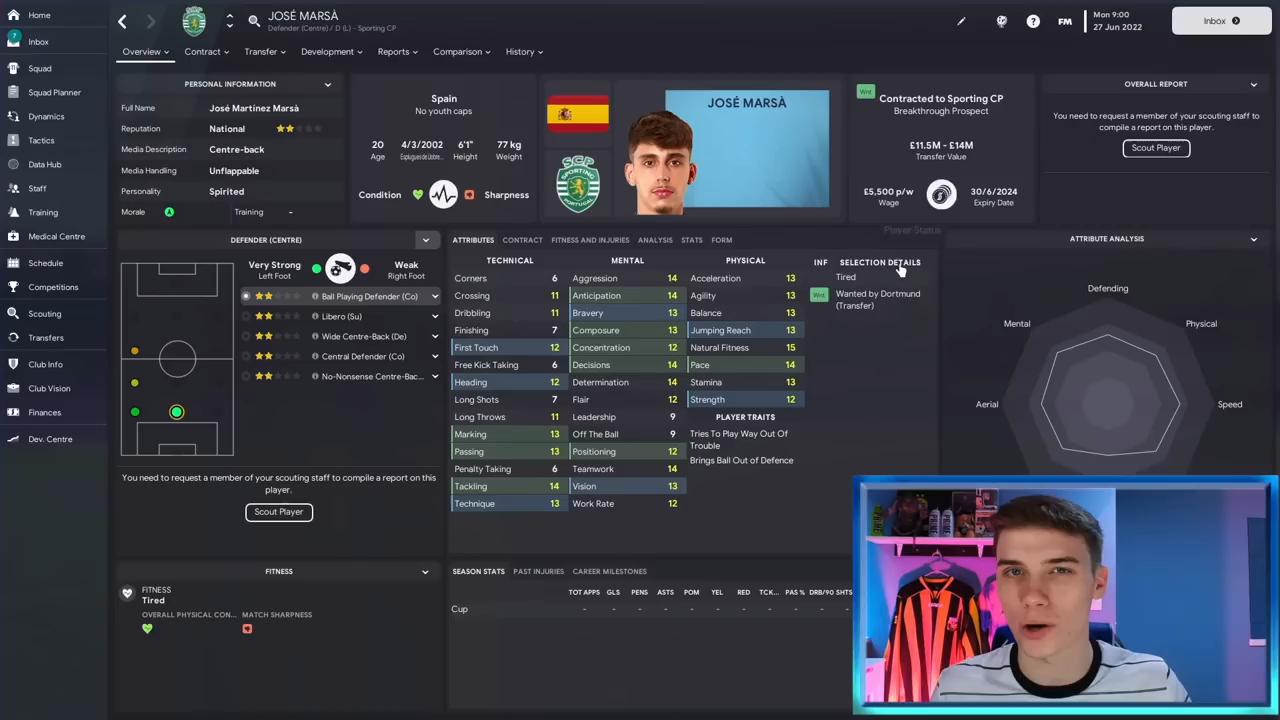 Home
Inbox
Squad
Squad Planner
Dynamics
Tactics
Data Hub
Staff
Training
Medical Centre
Schedule
Competitions
Scouting
Transfers
Club Info
Club Vision
Finances
Dev. Centre
JOSÉ MARSÀ
Defender (Centre) / D (L) - Sporting CP
FM
Mon 9:00
27 Jun 2022
Inbox
Overview
Contract
Transfer
Development
Reports
Comparison
History
PERSONAL INFORMATION
Full Name José Martínez Marsà
Reputation National
Media Description Centre-back
Media Handling Unflappable
Personality Spirited
Morale
Training -
Spain
No youth caps
20 4/3/2002 6'1" 77 kg
Age Height Weight
Condition Sharpness
JOSÉ MARSÀ
SCP
SPORTING
PORTUGAL
Wnt
Contracted to Sporting CP
Breakthrough Prospect
£11.5M - £14M
Transfer Value
£5,500 p/w 30/6/2024
Wage Expiry Date
Player Status
OVERALL REPORT
You need to request a member of your scouting staff to
compile a report on this player.
Scout Player
DEFENDER (CENTRE)
Very Strong Weak
Left Foot Right Foot
Ball Playing Defender (Co)
Libero (Su)
Wide Centre-Back (De)
Central Defender (Co)
No-Nonsense Centre-Bac...
You need to request a member of your scouting staff to compile a report on this
player.
Scout Player
ATTRIBUTES CONTRACT FITNESS AND INJURIES ANALYSIS STATS FORM
TECHNICAL
Corners 6
Crossing 11
Dribbling 11
Finishing 7
First Touch 12
Free Kick Taking 6
Heading 12
Long Shots 7
Long Throws 11
Marking 13
Passing 13
Penalty Taking 6
Tackling 14
Technique 13
MENTAL
Aggression 14
Anticipation 14
Bravery 13
Composure 13
Concentration 12
Decisions 14
Determination 14
Flair 12
Leadership 9
Off The Ball 9
Positioning 12
Teamwork 14
Vision 13
Work Rate 12
PHYSICAL
Acceleration 13
Agility 13
Balance 13
Jumping Reach 13
Natural Fitness 15
Pace 14
Stamina 13
Strength 12
PLAYER TRAITS
Tries To Play Way Out Of
Trouble
Brings Ball Out of Defence
INF SELECTION DETAILS
Tired
Wnt Wanted by Dortmund
(Transfer)
ATTRIBUTE ANALYSIS
Defending
Mental Physical
Aerial Speed
FITNESS
FITNESS
Tired
OVERALL PHYSICAL CON... MATCH SHARPNESS
SEASON STATS PAST INJURIES CAREER MILESTONES
TOT APPS GLS PENS ASTS POM YEL RED TCK... PAS % DRB/90 SHTS
Cup - - - - - - - - - - -